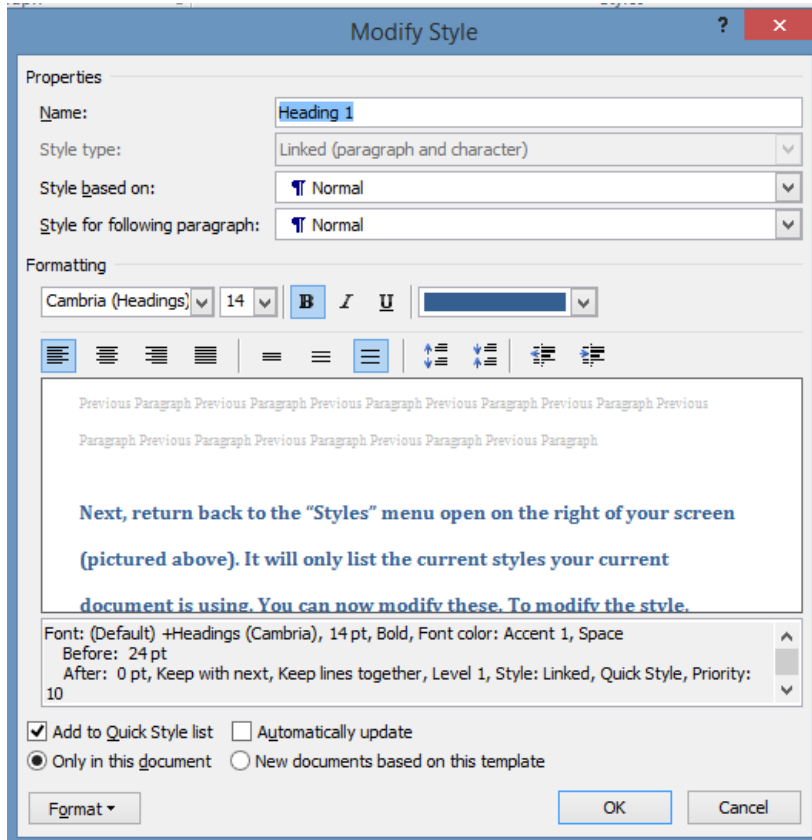 Modify Style
?
Properties
Name: Heading 1
Style type: Linked (paragraph and character)
Style based on: ¶ Normal
Style for following paragraph: ¶ Normal
Formatting
Cambria (Headings) 14 B I U
Previous Paragraph Previous Paragraph Previous Paragraph Previous Paragraph Previous Paragraph Previous
Paragraph Previous Paragraph Previous Paragraph Previous Paragraph Previous Paragraph
Next, return back to the “Styles” menu open on the right of your screen
(pictured above). It will only list the current styles your current
document is using. You can now modify these. To modify the style,
Font: (Default) +Headings (Cambria), 14 pt, Bold, Font color: Accent 1, Space
Before: 24 pt
After: 0 pt, Keep with next, Keep lines together, Level 1, Style: Linked, Quick Style, Priority:
10
Add to Quick Style list Automatically update
Only in this document New documents based on this template
Format OK Cancel